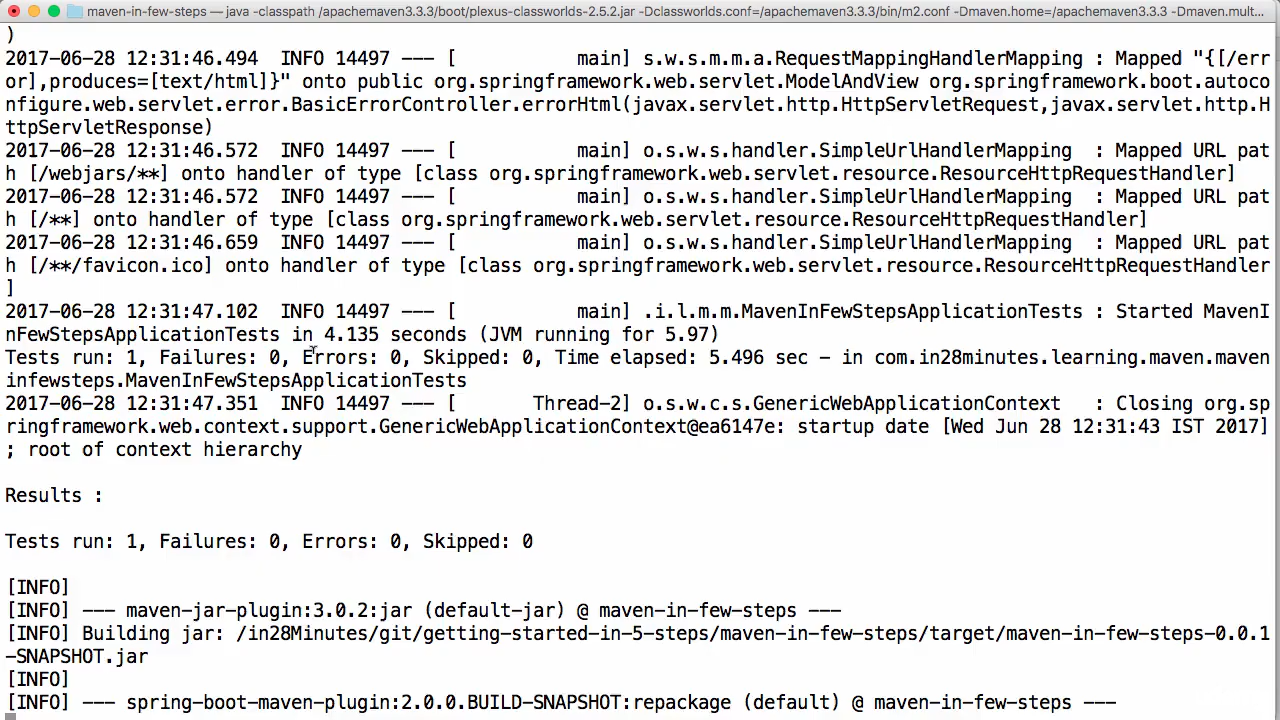 maven-in-few-steps — java -classpath /apachemaven3.3.3/boot/plexus-classworlds-2.5.2.jar -Dclassworlds.conf=/apachemaven3.3.3/bin/m2.conf -Dmaven.home=/apachemaven3.3.3 -Dmaven.mult...
)
2017-06-28 12:31:46.494  INFO 14497 --- [           main] s.w.s.m.m.a.RequestMappingHandlerMapping : Mapped "{[/err
or],produces=[text/html]}" onto public org.springframework.web.servlet.ModelAndView org.springframework.boot.autoco
nfigure.web.servlet.error.BasicErrorController.errorHtml(javax.servlet.http.HttpServletRequest,javax.servlet.http.H
ttpServletResponse)
2017-06-28 12:31:46.572  INFO 14497 --- [           main] o.s.w.s.handler.SimpleUrlHandlerMapping  : Mapped URL pat
h [/webjars/**] onto handler of type [class org.springframework.web.servlet.resource.ResourceHttpRequestHandler]
2017-06-28 12:31:46.572  INFO 14497 --- [           main] o.s.w.s.handler.SimpleUrlHandlerMapping  : Mapped URL pat
h [/**] onto handler of type [class org.springframework.web.servlet.resource.ResourceHttpRequestHandler]
2017-06-28 12:31:46.659  INFO 14497 --- [           main] o.s.w.s.handler.SimpleUrlHandlerMapping  : Mapped URL pat
h [/**/favicon.ico] onto handler of type [class org.springframework.web.servlet.resource.ResourceHttpRequestHandler
]
2017-06-28 12:31:47.102  INFO 14497 --- [           main] .i.l.m.m.MavenInFewStepsApplicationTests : Started MavenI
nFewStepsApplicationTests in 4.135 seconds (JVM running for 5.97)
Tests run: 1, Failures: 0, Errors: 0, Skipped: 0, Time elapsed: 5.496 sec - in com.in28minutes.learning.maven.maven
infewsteps.MavenInFewStepsApplicationTests
2017-06-28 12:31:47.351  INFO 14497 --- [       Thread-2] o.s.w.c.s.GenericWebApplicationContext   : Closing org.sp
ringframework.web.context.support.GenericWebApplicationContext@ea6147e: startup date [Wed Jun 28 12:31:43 IST 2017]
; root of context hierarchy
Results :
Tests run: 1, Failures: 0, Errors: 0, Skipped: 0
[INFO]
[INFO] --- maven-jar-plugin:3.0.2:jar (default-jar) @ maven-in-few-steps ---
[INFO] Building jar: /in28Minutes/git/getting-started-in-5-steps/maven-in-few-steps/target/maven-in-few-steps-0.0.1
-SNAPSHOT.jar
[INFO]
[INFO] --- spring-boot-maven-plugin:2.0.0.BUILD-SNAPSHOT:repackage (default) @ maven-in-few-steps ---